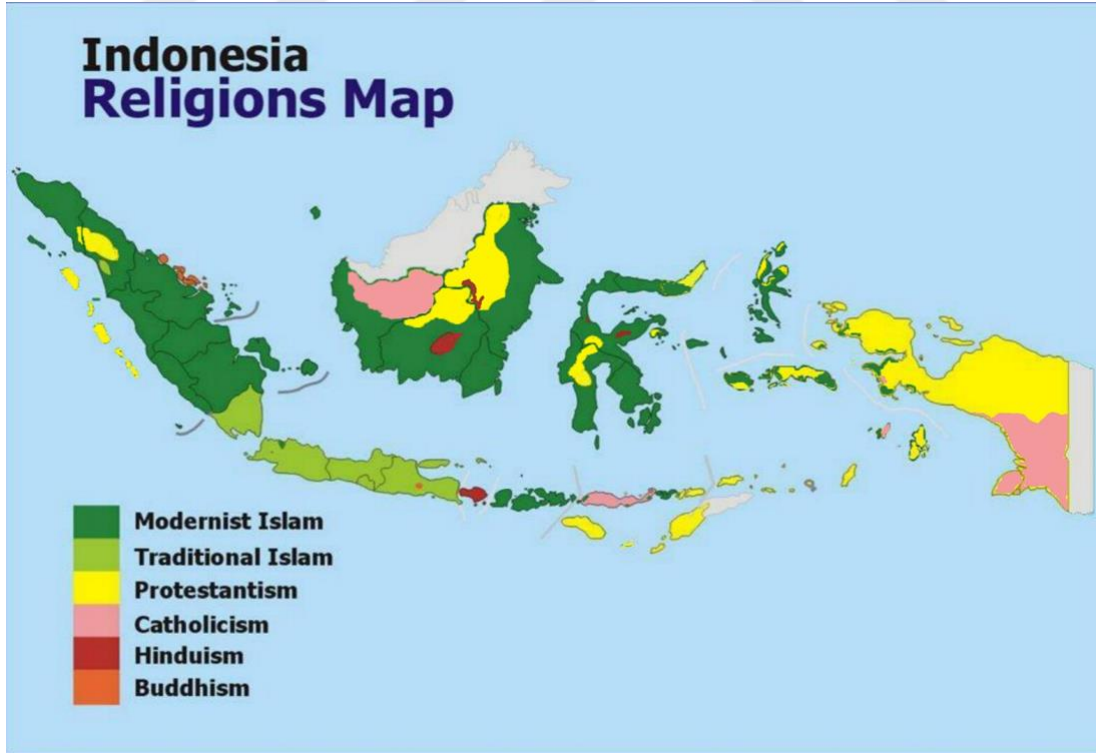 Indonesia
Religions Map
Modernist Islam
Traditional Islam
Protestantism
Catholicism
Hinduism
Buddhism